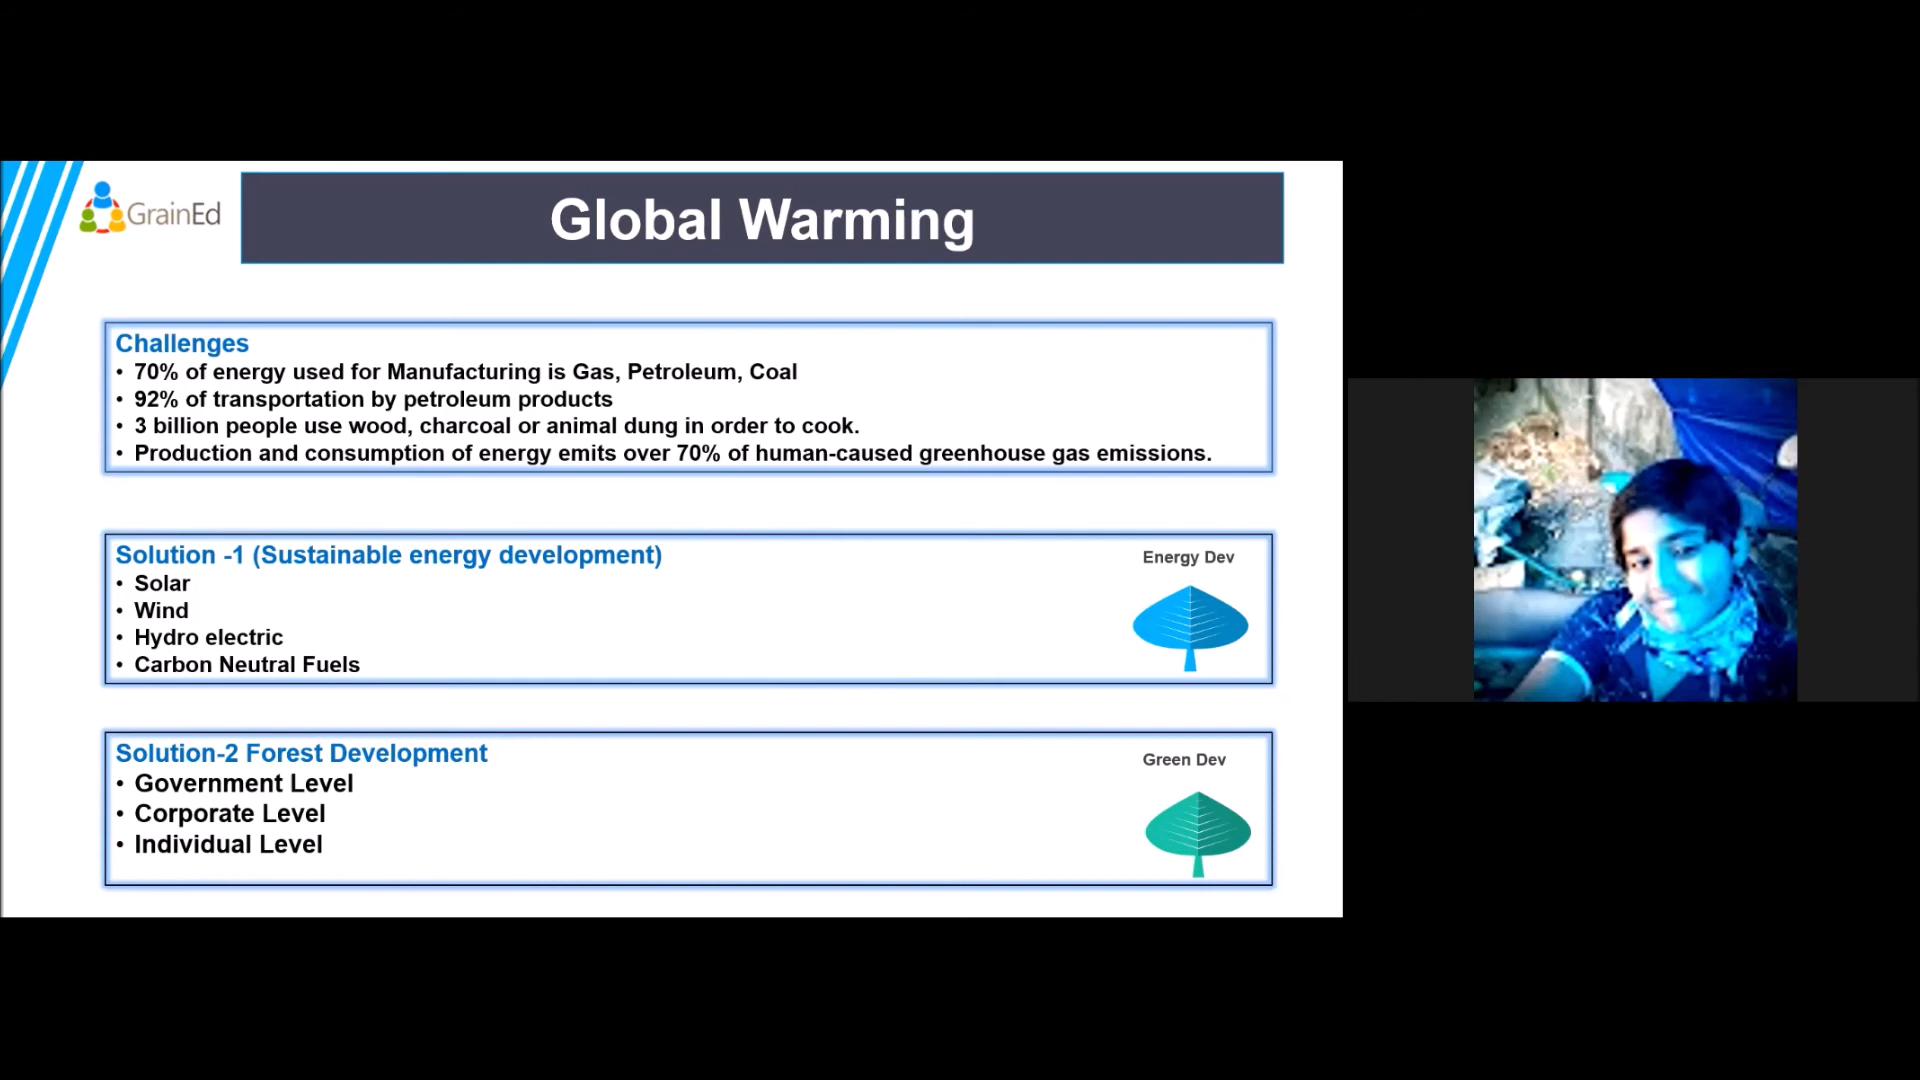 GrainEd
Global Warming
Challenges
• 70% of energy used for Manufacturing is Gas, Petroleum, Coal
• 92% of transportation by petroleum products
• 3 billion people use wood, charcoal or animal dung in order to cook.
• Production and consumption of energy emits over 70% of human-caused greenhouse gas emissions.
Solution -1 (Sustainable energy development)
Energy Dev
• Solar
• Wind
• Hydro electric
• Carbon Neutral Fuels
Solution-2 Forest Development
Green Dev
• Government Level
• Corporate Level
• Individual Level